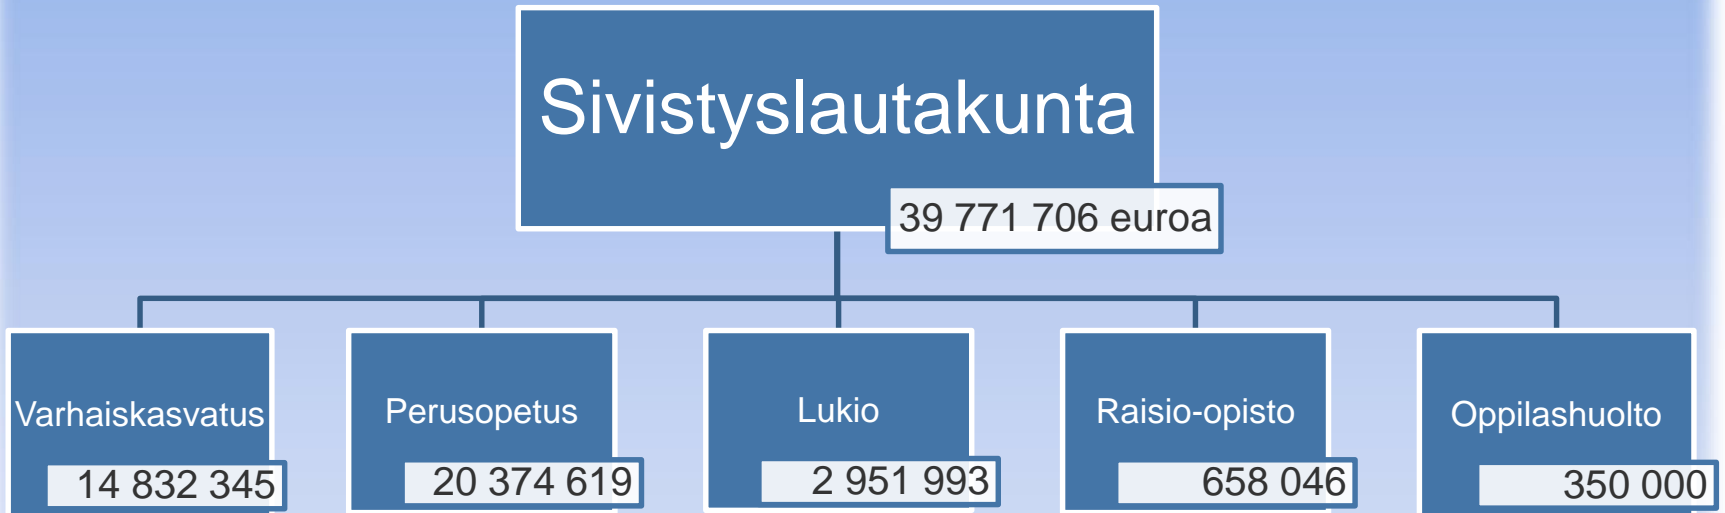 Sivistyslautakunta
39 771 706 euroa
Varhaiskasvatus
14 832 345
Perusopetus
20 374 619
Lukio
2 951 993
Raisio-opisto
658 046
Oppilashuolto
350 000